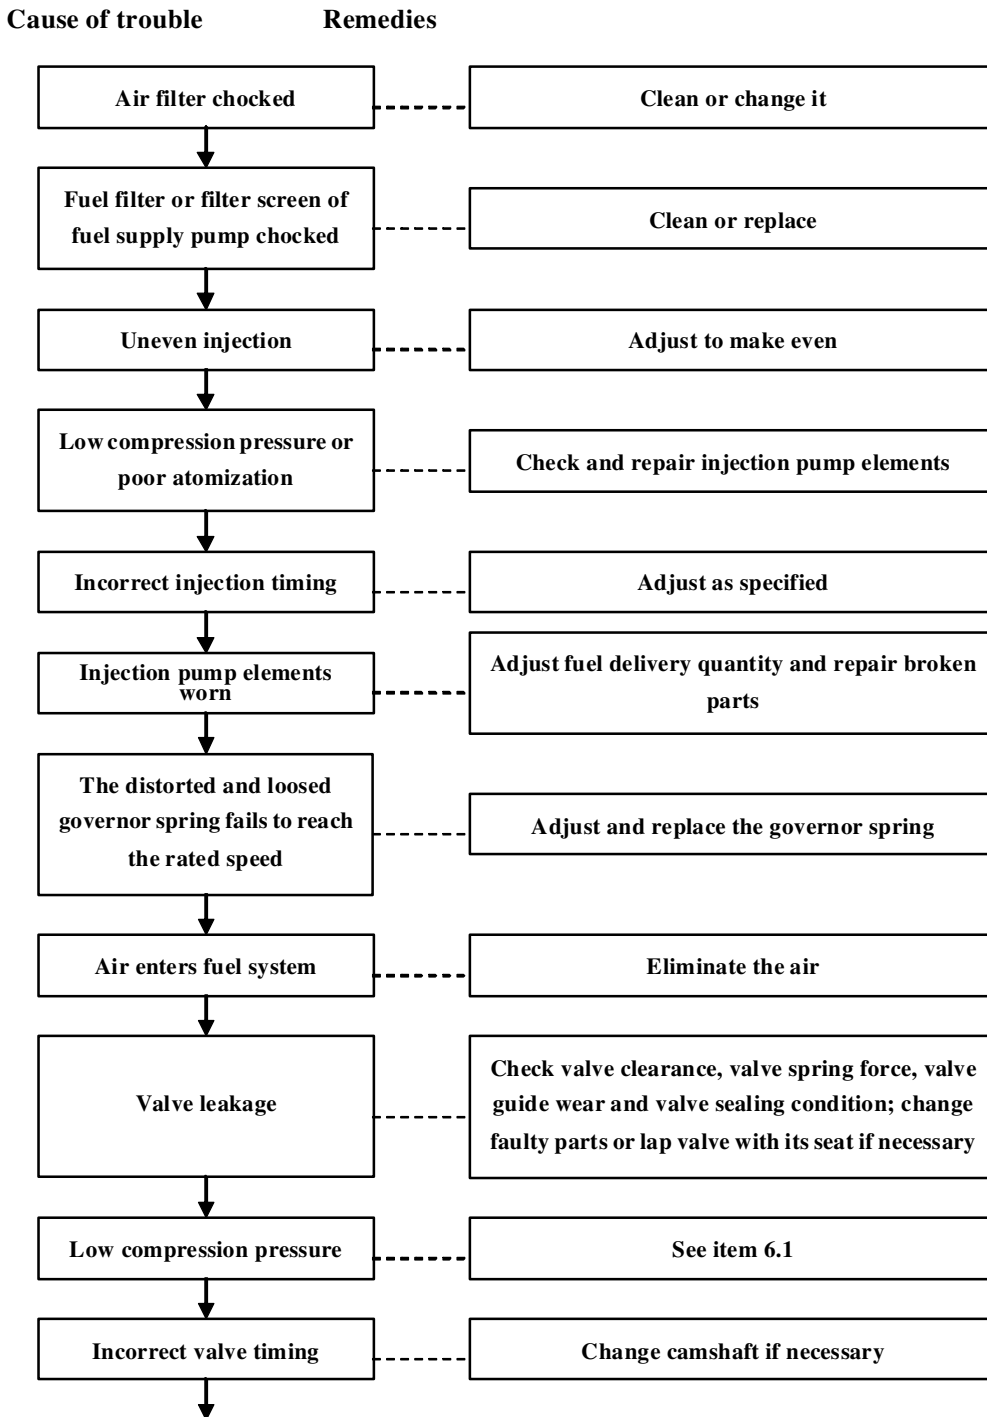 Cause of trouble Remedies
Air filter chocked
Clean or change it
Fuel filter or filter screen of
fuel supply pump chocked
Clean or replace
Uneven injection
Adjust to make even
Low compression pressure or
poor atomization
Check and repair injection pump elements
Incorrect injection timing
Adjust as specified
Injection pump elements
worn
Adjust fuel delivery quantity and repair broken
parts
The distorted and loosed
governor spring fails to reach
the rated speed
Adjust and replace the governor spring
Air enters fuel system
Eliminate the air
Valve leakage
Check valve clearance, valve spring force, valve
guide wear and valve sealing condition; change
faulty parts or lap valve with its seat if necessary
Low compression pressure
See item 6.1
Incorrect valve timing
Change camshaft if necessary